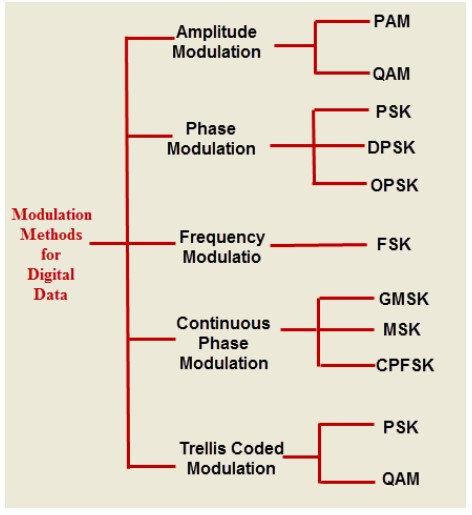 Modulation
Methods
for
Digital
Data
Amplitude
Modulation
PAM
QAM
Phase
Modulation
PSK
DPSK
OPSK
Frequency
Modulatio
FSK
Continuous
Phase
Modulation
GMSK
MSK
CPFSK
Trellis Coded
Modulation
PSK
QAM